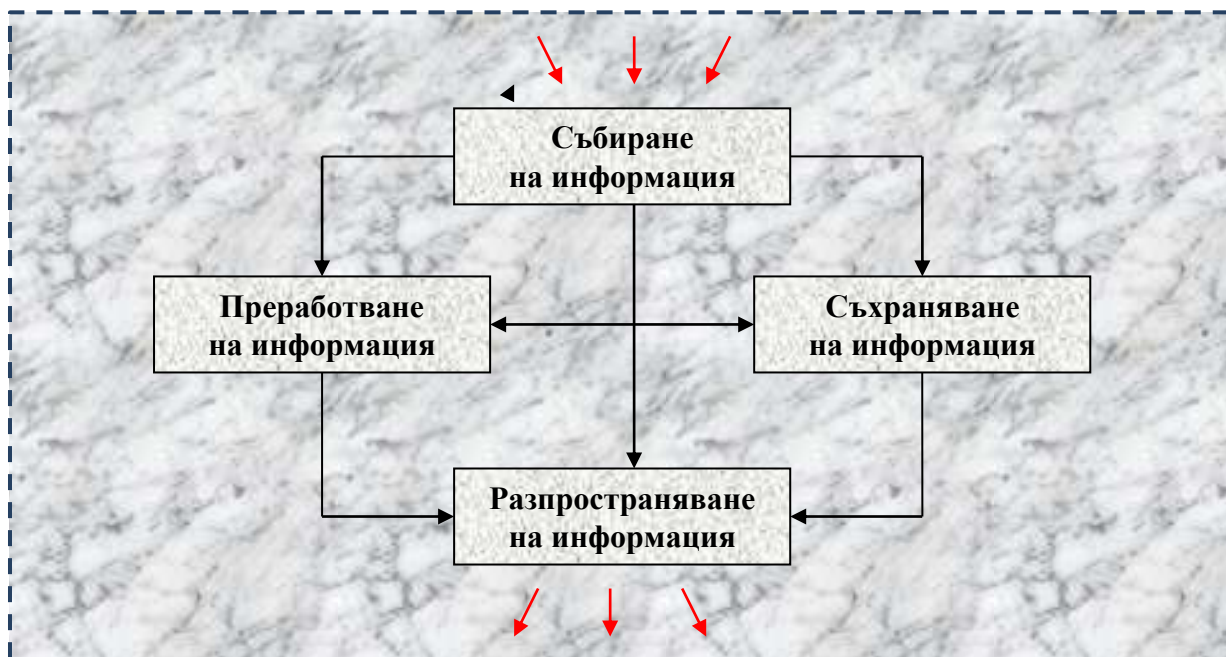 Събиране
на информация
Преработване
на информация
Съхраняване
на информация
Разпространяване
на информация